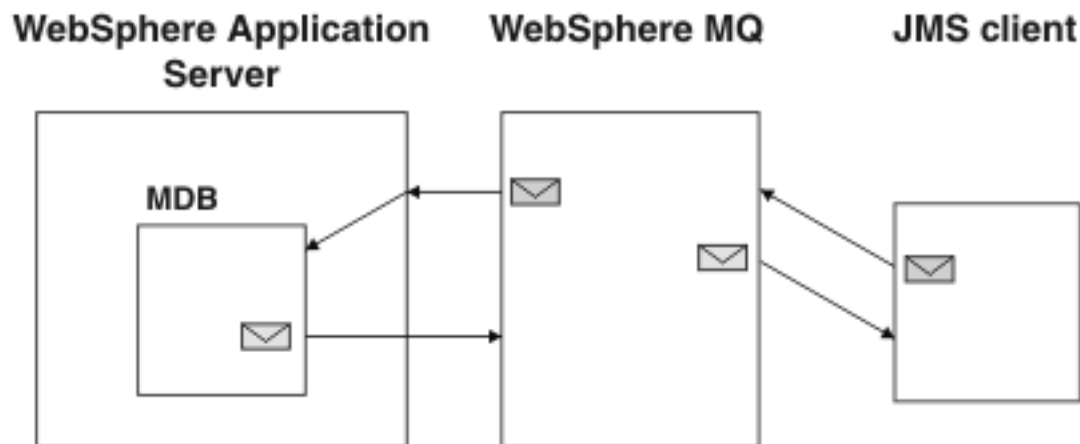 WebSphere Application
Server
WebSphere MQ
JMS client
MDB